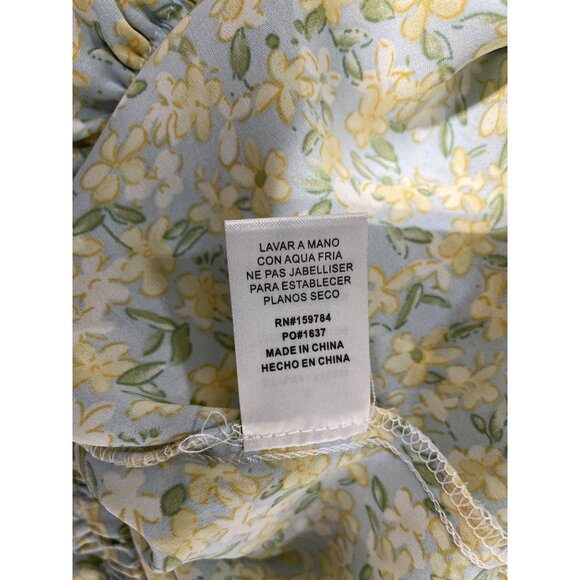 LAVAR A MANO
CON AQUA FRIA
NE PAS JABELLISER
PARA ESTABLECER
PLANOS SECO
RN#159784
PO#1637
MADE IN CHINA
HECHO EN CHINA